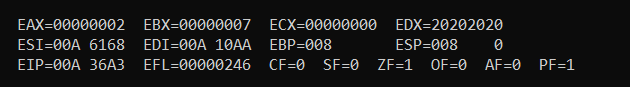 EAX=00000002  EBX=00000007  ECX=00000000  EDX=20202020
ESI=00A 6168  EDI=00A 10AA  EBP=008       ESP=008    0
EIP=00A 36A3  EFL=00000246  CF=0  SF=0  ZF=1  OF=0  AF=0  PF=1